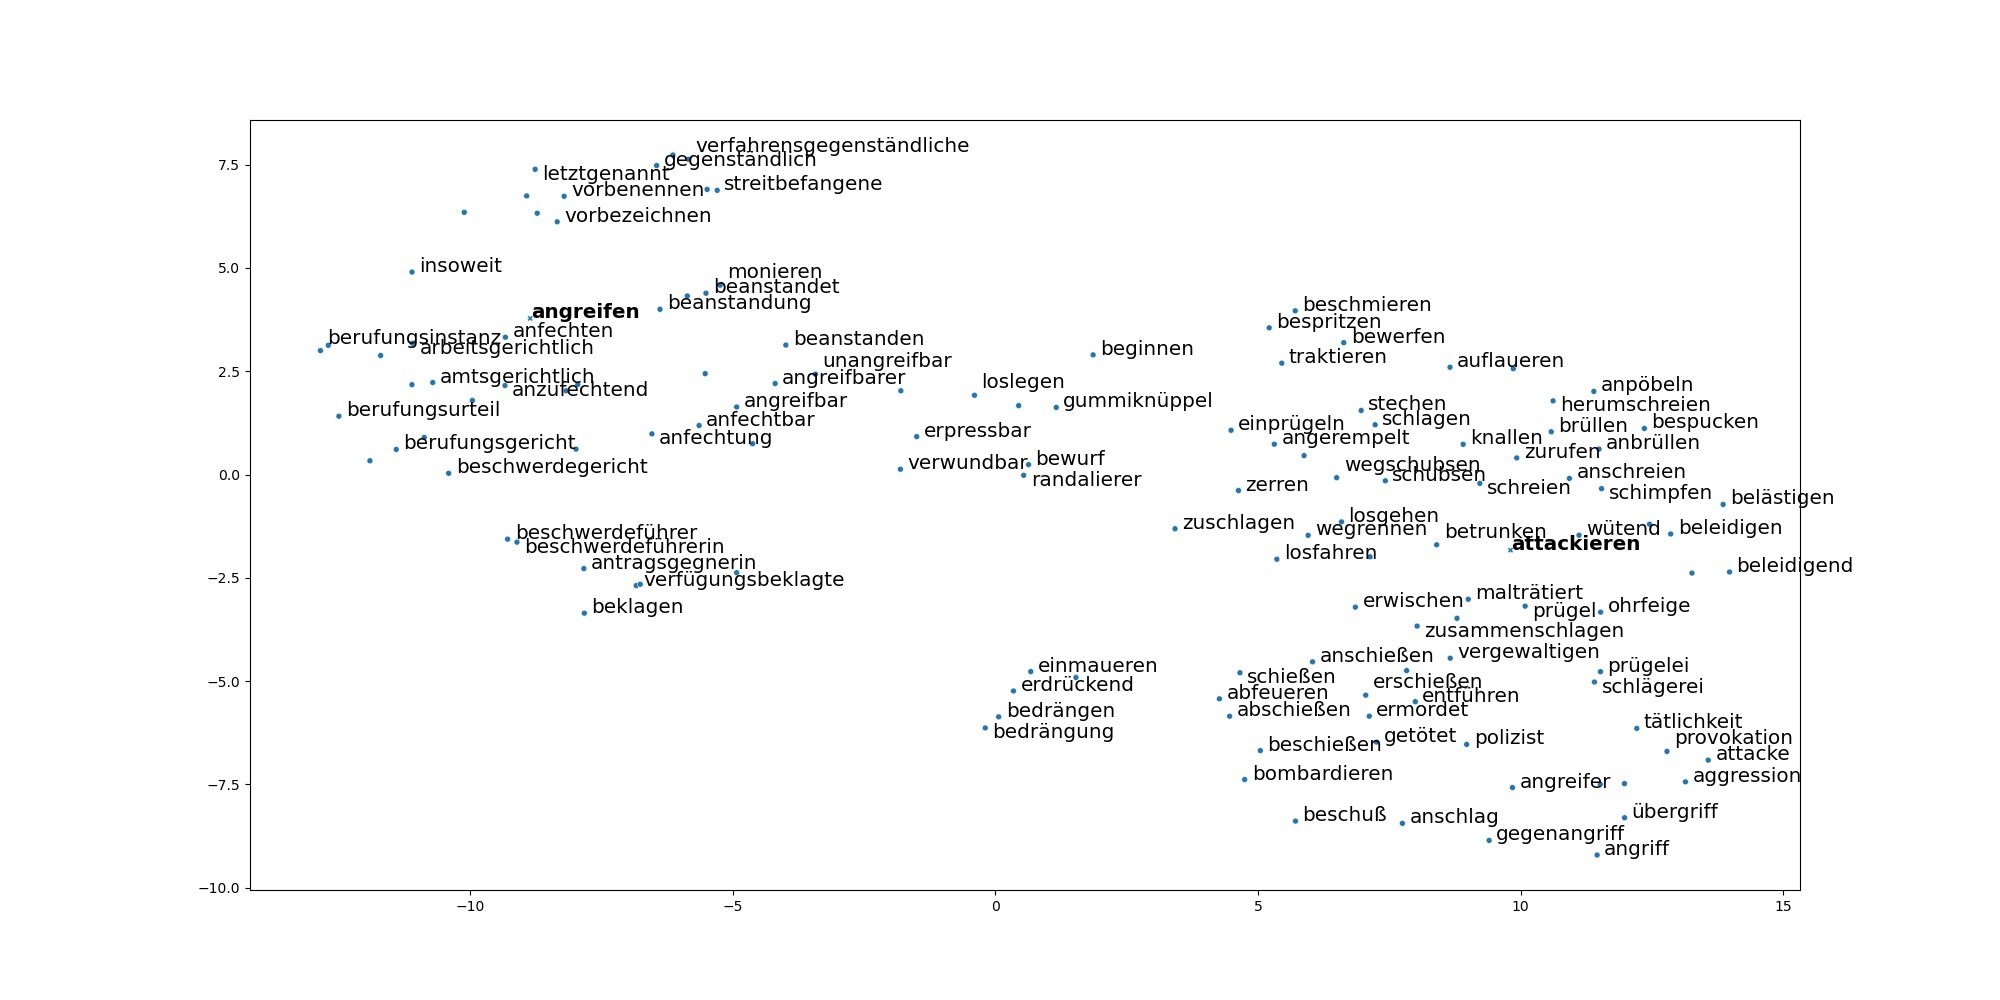 verfahrensgegenständliche
gegenständlich
letztgenannt
streitbefangene
vorbenennen
vorbezeichnen
insoweit
monieren
beanstandet
beanstandung
angreifen
anfechten
berufungsinstanz
arbeitsgerichtlich
beanstanden
unangreifbar
amtsgerichtlich
angreifbarer
anzufechtend
angreifbar
berufungsurteil
anfechtbar
anfechtung
berufungsgericht
beschwerdegericht
beginnen
loslegen
gummiknüppel
erpressbar
verwundbar
bewurf
randalierer
beschmieren
bespritzen
bewerfen
traktieren
auflaueren
anpöbeln
stechen
herumschreien
schlagen
einprügeln
brüllen
bespucken
angerempelt
knallen
anbrüllen
zurufen
wegschubsen
schubsen
anschreien
zerren
schreien
schimpfen
belästigen
losgehen
zuschlagen
wegrennen
betrunken
wütend
beleidigen
attackieren
losfahren
beleidigend
beschwerdeführer
beschwerdeführerin
antragsgegnerin
verfügungsbeklagte
beklagen
malträtiert
erwischen
prügel
ohrfeige
zusammenschlagen
anschießen
vergewaltigen
einmaueren
prügelei
schießen
erdrückend
erschießen
schlägerei
abfeueren
entführen
bedrängen
abschießen
ermordet
bedrängung
tätlichkeit
getötet
polizist
provokation
beschießen
attacke
bombardieren
angreifer
aggression
beschuß
anschlag
übergriff
gegenangriff
angriff
7.5
5.0
2.5
0.0
−2.5
−5.0
−7.5
−10.0
−10
−5
0
5
10
15